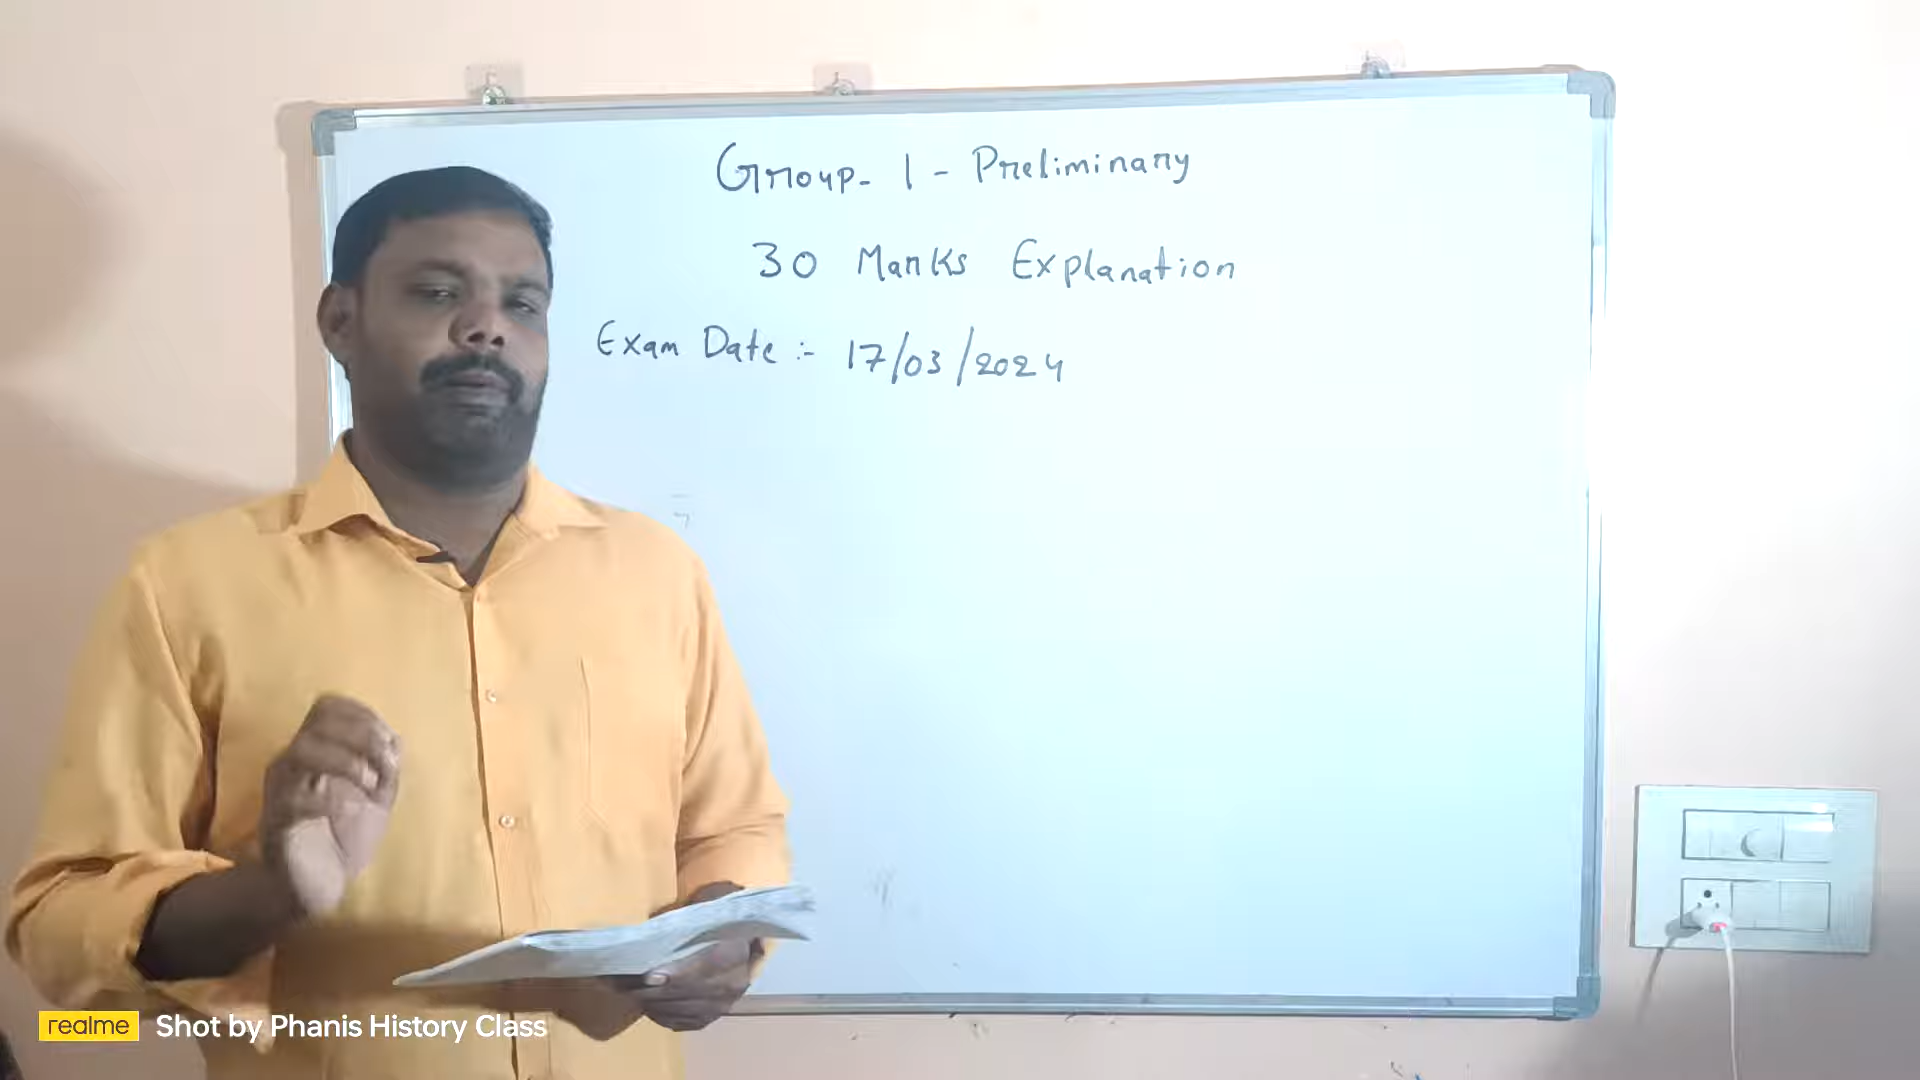 Group- 1 - Preliminary
30 Marks Explanation
Exam Date :- 17/03/2024
realme Shot by Phanis History Class